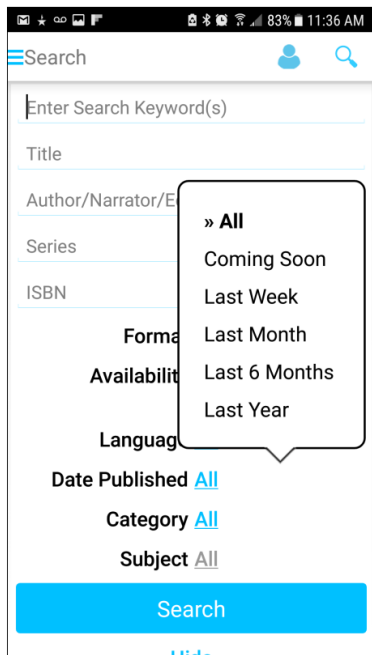 83% 11:36 AM
Search
Enter Search Keyword(s)
Title
Author/Narrator/E
Series
ISBN
» All
Coming Soon
Last Week
Last Month
Last 6 Months
Last Year
Forma
Availabilit
Languag
Date Published All
Category All
Subject All
Search